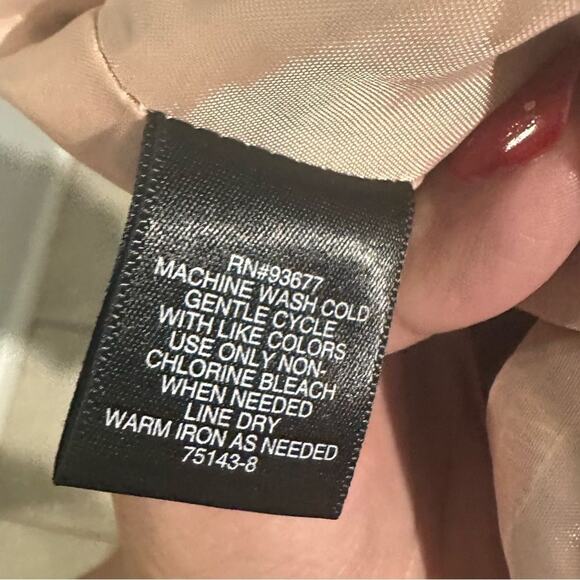 RN#93677
MACHINE WASH COLD
GENTLE CYCLE
WITH LIKE COLORS
USE ONLY NON-
CHLORINE BLEACH
WHEN NEEDED
LINE DRY
WARM IRON AS NEEDED
75143-8